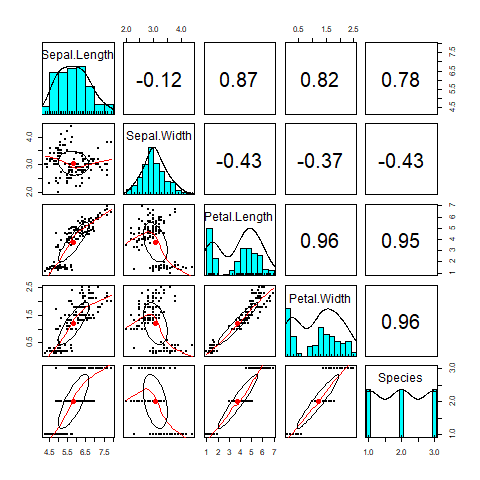 2.0 3.0 4.0 0.5 1.5 2.5
Sepal.Length -0.12 0.87 0.82 0.78 4.5 5.5 6.5 7.5
2.0 3.0 4.0 Sepal.Width -0.43 -0.37 -0.43
Petal.Length 0.96 0.95 1 2 3 4 5 6 7
0.5 1.5 2.5 Petal.Width 0.96
Species 1.0 2.0 3.0
4.5 5.5 6.5 7.5 1 2 3 4 5 6 7 1.0 2.0 3.0